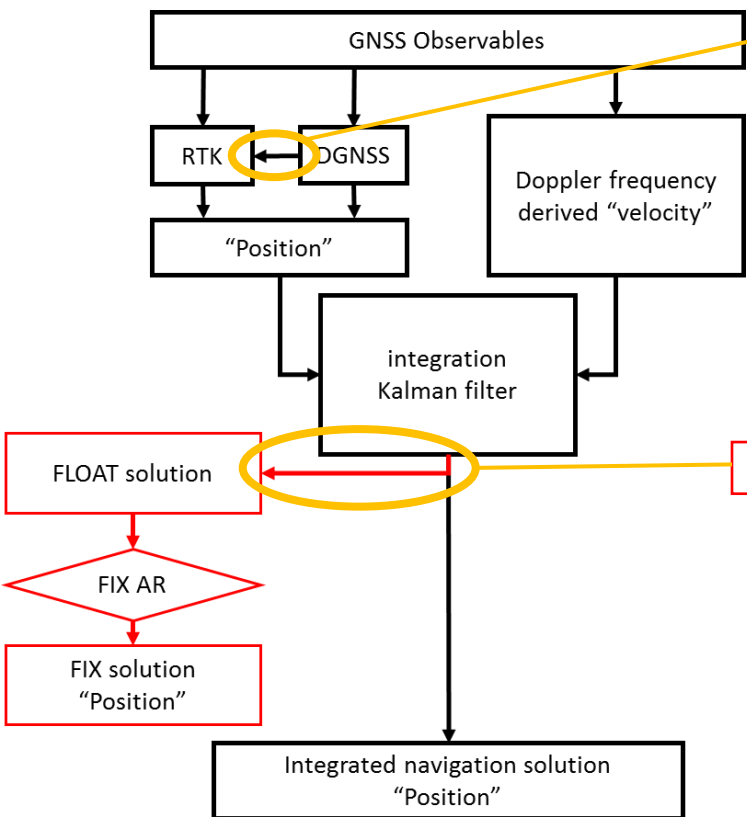 GNSS Observables
RTK
DGNSS
Doppler frequency
derived “velocity”
“Position”
integration
Kalman filter
FLOAT solution
FIX AR
FIX solution
“Position”
Integrated navigation solution
“Position”